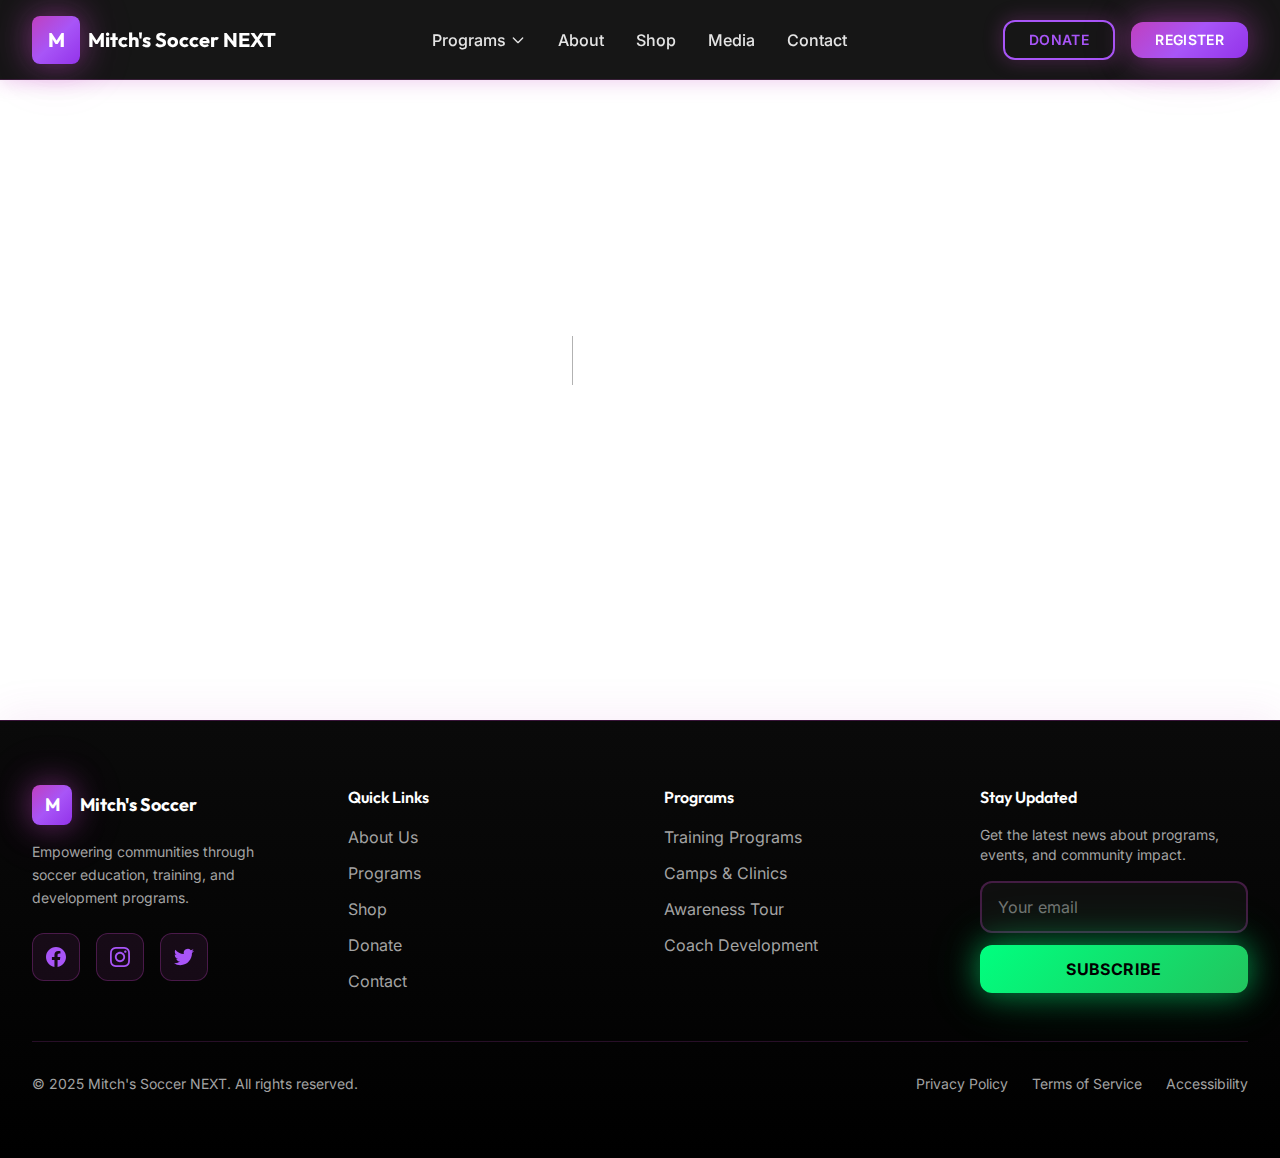 M Mitch's Soccer NEXT
Programs About Shop Media Contact
DONATE REGISTER
M Mitch's Soccer
Empowering communities through
soccer education, training, and
development programs.
Quick Links
About Us
Programs
Shop
Donate
Contact
Programs
Training Programs
Camps & Clinics
Awareness Tour
Coach Development
Stay Updated
Get the latest news about programs,
events, and community impact.
Your email
SUBSCRIBE
© 2025 Mitch's Soccer NEXT. All rights reserved.
Privacy Policy Terms of Service Accessibility